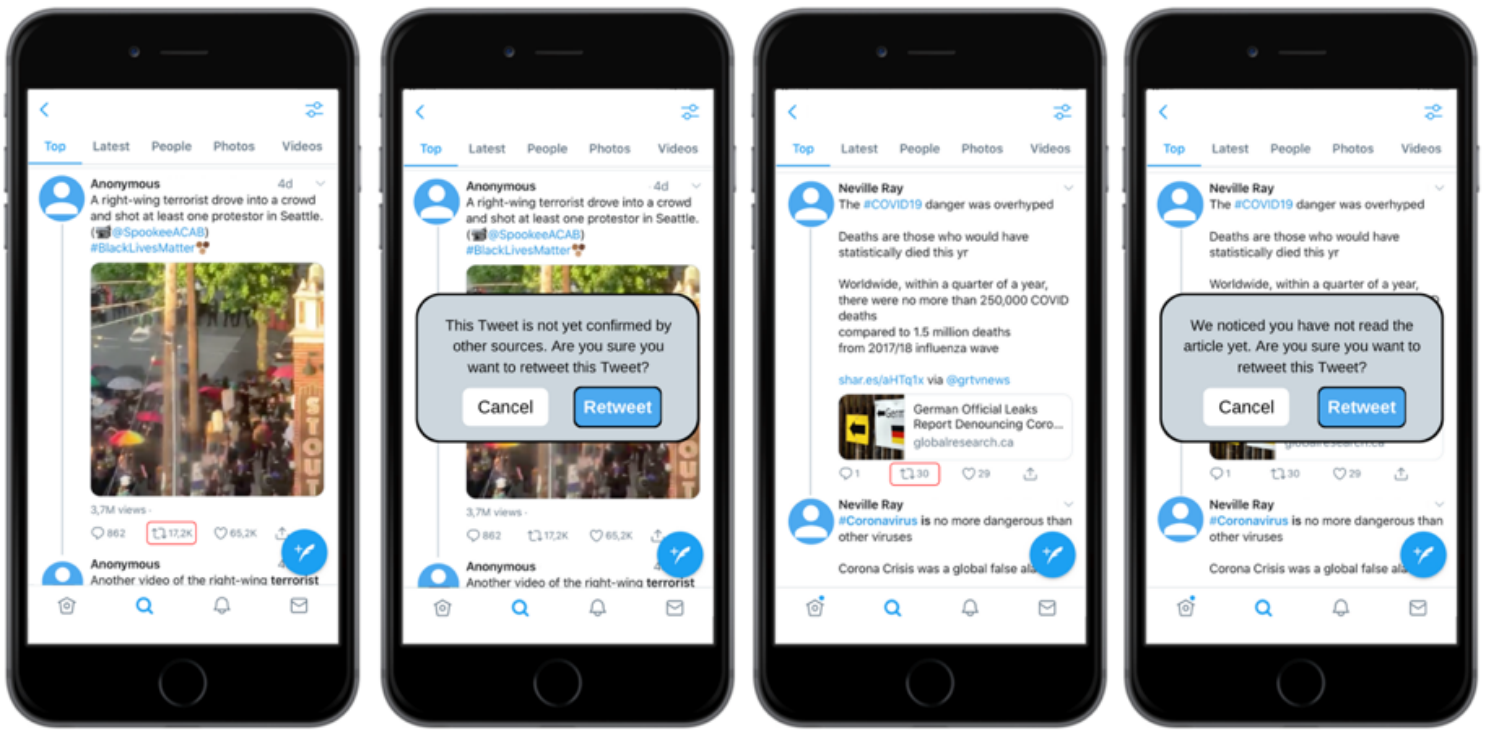 Top Latest People Photos Videos
Anonymous 4d
A right-wing terrorist drove into a crowd
and shot at least one protestor in Seattle.
(📹@SpookeeACAB)
#BlackLivesMatter
STOUT
3,7M views ·
862 17,2K 65,2K
Anonymous 4
Another video of the right-wing terrorist
Top Latest People Photos Videos
Anonymous · 4d
A right-wing terrorist drove into a crowd
and shot at least one protestor in Seattle.
(📹@SpookeeACAB)
#BlackLivesMatter
This Tweet is not yet confirmed by
other sources. Are you sure you
want to retweet this Tweet?
Cancel Retweet
OUT
3,7M views ·
862 17,2K 65,2K
Anonymous 4
Another video of the right-wing terrorist
Top Latest People Photos Videos
Neville Ray
The #COVID19 danger was overhyped
Deaths are those who would have
statistically died this yr
Worldwide, within a quarter of a year,
there were no more than 250,000 COVID
deaths
compared to 1.5 million deaths
from 2017/18 influenza wave
shar.es/aHTq1x via @grtvnews
Germ
German Official Leaks
Report Denouncing Coro...
globalresearch.ca
1 30 29
Neville Ray
#Coronavirus is no more dangerous than
other viruses
Corona Crisis was a global false ala
Top Latest People Photos Videos
Neville Ray
The #COVID19 danger was overhyped
Deaths are those who would have
statistically died this yr
Worldwide, within a quarter of a year,
We noticed you have not read the
article yet. Are you sure you want to
retweet this Tweet?
Cancel Retweet
globalresearch.ca
1 30 29
Neville Ray
#Coronavirus is no more dangerous than
other viruses
Corona Crisis was a global false ala